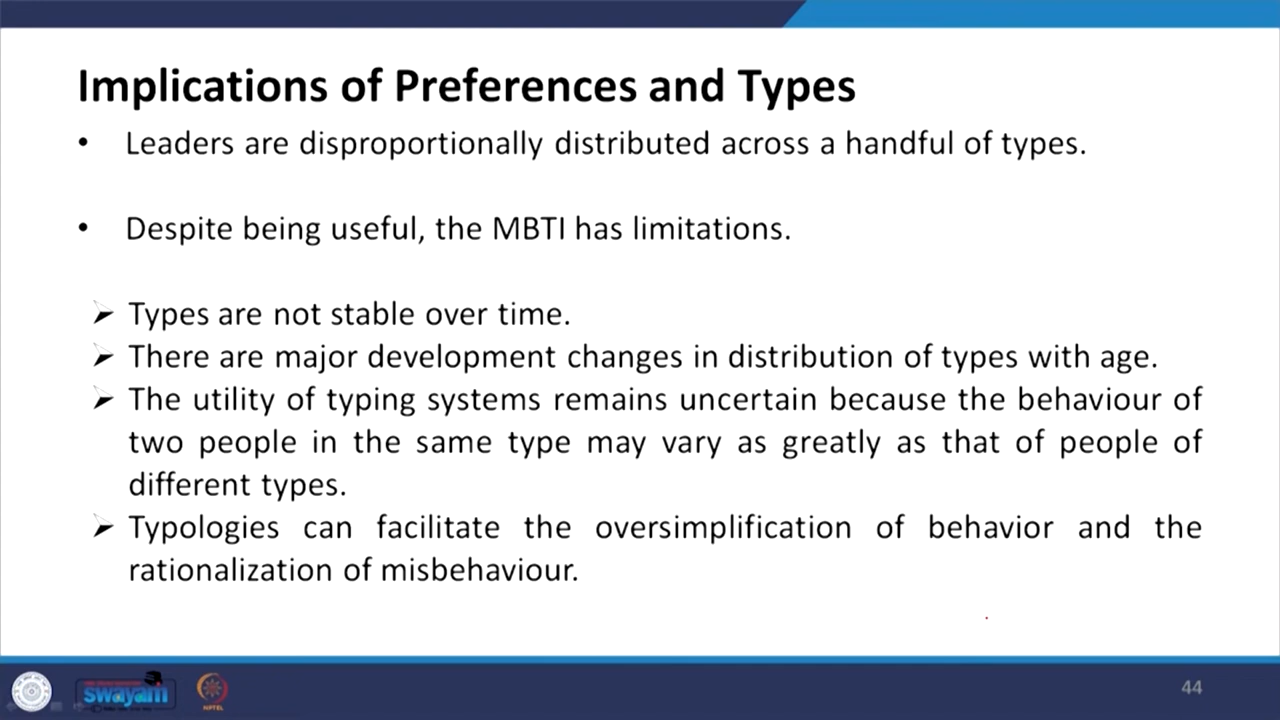 Implications of Preferences and Types
• Leaders are disproportionally distributed across a handful of types.
• Despite being useful, the MBTI has limitations.
➢ Types are not stable over time.
➢ There are major development changes in distribution of types with age.
➢ The utility of typing systems remains uncertain because the behaviour of
two people in the same type may vary as greatly as that of people of
different types.
➢ Typologies can facilitate the oversimplification of behavior and the
rationalization of misbehaviour.
swayam
NPTEL
44